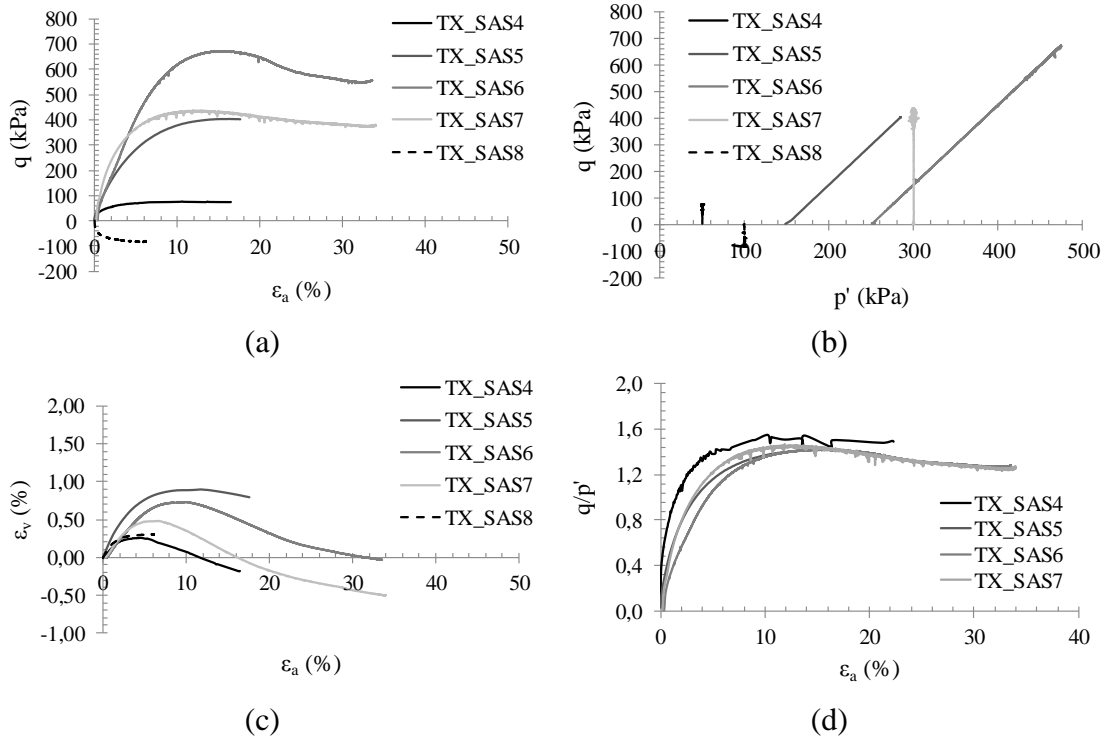 800
700
600
500
400
300
200
100
0
-100
-200
q (kPa)
0 10 20 30 40 50
εa (%)
TX_SAS4
TX_SAS5
TX_SAS6
TX_SAS7
TX_SAS8
(a)
800
700
600
500
400
300
200
100
0
-100
-200
q (kPa)
0 100 200 300 400 500
p' (kPa)
TX_SAS4
TX_SAS5
TX_SAS6
TX_SAS7
TX_SAS8
(b)
2,00
1,50
1,00
0,50
0,00
-0,50
-1,00
εv (%)
0 10 20 30 40 50
εa (%)
TX_SAS4
TX_SAS5
TX_SAS6
TX_SAS7
TX_SAS8
(c)
2,0
1,6
1,2
0,8
0,4
0,0
q/p'
0 10 20 30 40
εa (%)
TX_SAS4
TX_SAS5
TX_SAS6
TX_SAS7
(d)